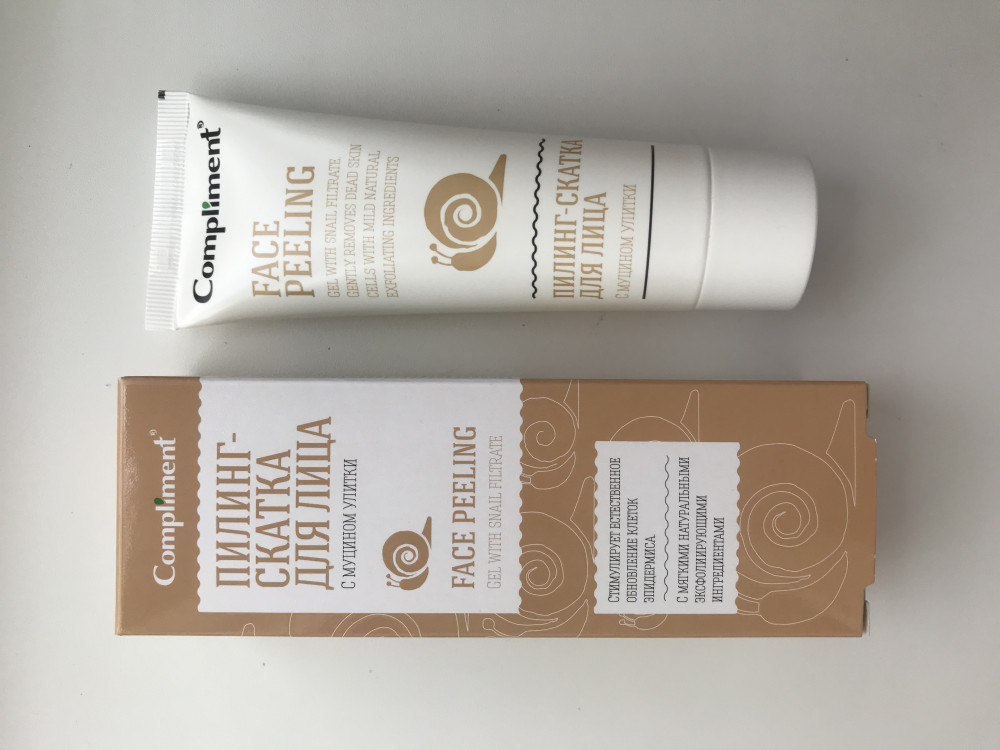 Compliment®
FACE
PEELING
GEL WITH SNAIL FILTRATE
GENTLY REMOVES DEAD SKIN
CELLS WITH MILD NATURAL
EXFOLIATING INGREDIENTS
ПИЛИНГ-СКАТКА
ДЛЯ ЛИЦА
С МУЦИНОМ УЛИТКИ
Compliment®
ПИЛИНГ-
СКАТКА
ДЛЯ ЛИЦА
С МУЦИНОМ УЛИТКИ
FACE PEELING
GEL WITH SNAIL FILTRATE
СТИМУЛИРУЕТ ЕСТЕСТВЕННОЕ
ОБНОВЛЕНИЕ КЛЕТОК
ЭПИДЕРМИСА
С МЯГКИМИ НАТУРАЛЬНЫМИ
ЭКСФОЛИИРУЮЩИМИ
ИНГРЕДИЕНТАМИ